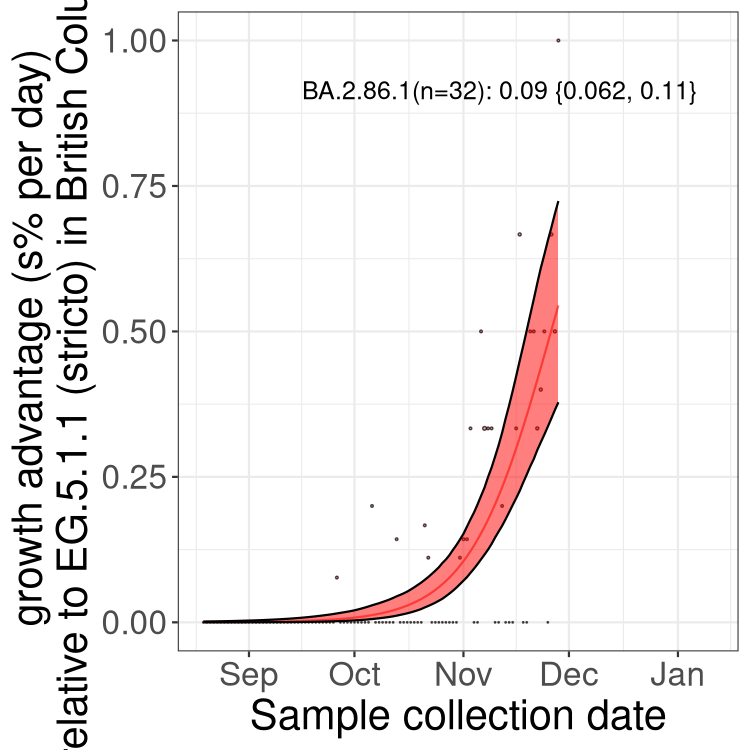 growth advantage (s% per day)
relative to EG.5.1.1 (stricto) in British
1.00
0.75
0.50
0.25
0.00
BA.2.86.1(n=32): 0.09 {0.062, 0.11}
Sep Oct Nov Dec Jan
Sample collection date